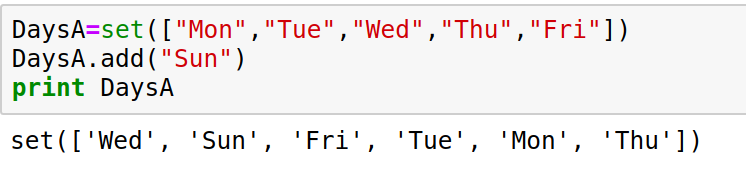 DaysA=set(["Mon","Tue","Wed","Thu","Fri"])
DaysA.add("Sun")
print DaysA
set(['Wed', 'Sun', 'Fri', 'Tue', 'Mon', 'Thu'])